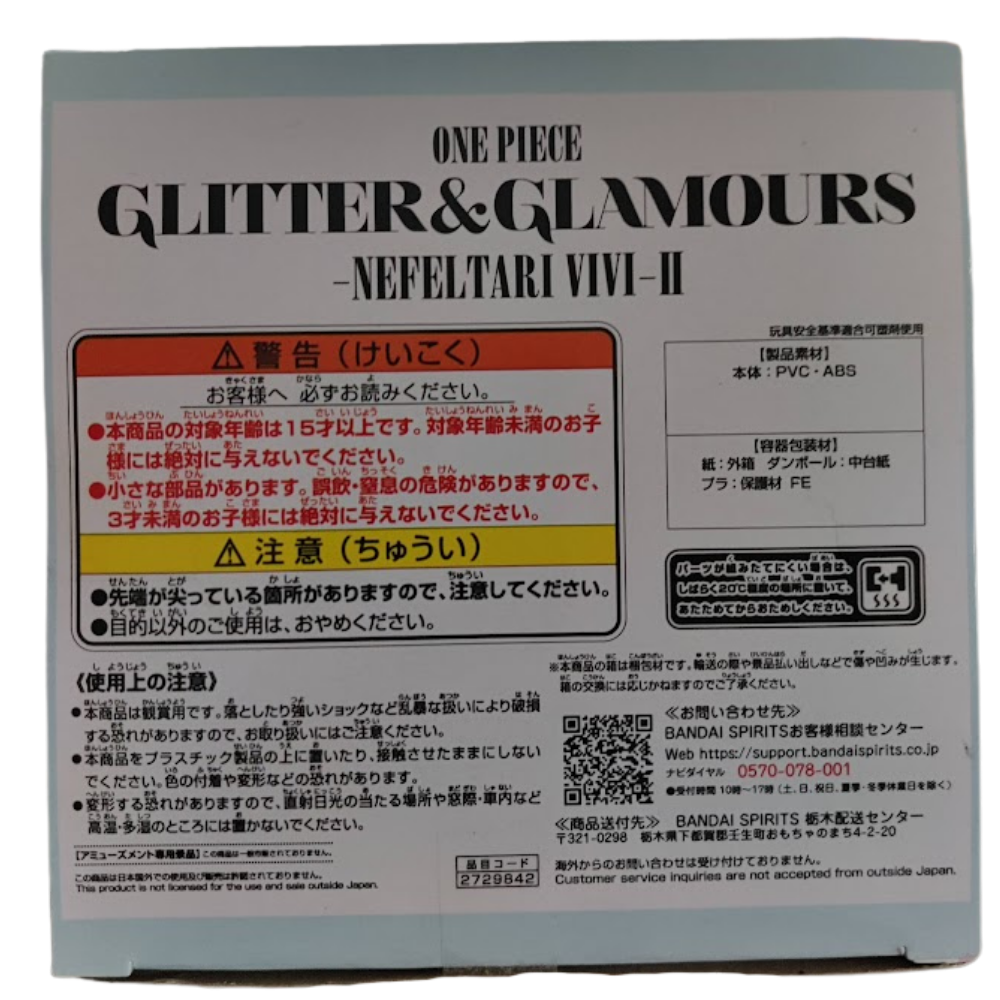 ONE PIECE
GLITTER&GLAMOURS
-NEFELTARI VIVI-II
⚠警告(けいこく)
お客様へ 必ずお読みください。
●本商品の対象年齢は15才以上です。対象年齢未満のお子
様には絶対に与えないでください。
●小さな部品があります。誤飲・窒息の危険がありますので、
3才未満のお子様には絶対に与えないでください。
⚠注意(ちゅうい)
●先端が尖っている箇所がありますので、注意してください。
●目的以外のご使用は、おやめください。
玩具安全基準適合可塑剤使用
【製品素材】
本体:PVC・ABS
【容器包装材】
紙:外箱 ダンボール:中台紙
プラ:保護材 FE
パーツが組みたてにくい場合は、
しばらく20℃程度の場所に置いて、
あたためてからおためしください。
《使用上の注意》
●本商品は観賞用です。落としたり強いショックなど乱暴な扱いにより破損
する恐れがありますので、お取り扱いにはご注意ください。
●本商品をプラスチック製品の上に置いたり、接触させたままにしない
でください。色の付着や変形などの恐れがあります。
●変形する恐れがありますので、直射日光の当たる場所や窓際・車内など
高温・多湿のところには置かないでください。
【アミューズメント専用景品】この商品は一般市販されておりません。
この商品は日本国外での使用及び販売は許諾されておりません。
This product is not licensed for the use and sale outside Japan.
品目コード
2729842
※本商品の箱は梱包材です。輸送の際や景品払い出しなどで傷や凹みが生じます。
箱の交換には応じかねますのでご了承ください。
≪お問い合わせ先≫
BANDAI SPIRITSお客様相談センター
Web https://support.bandaispirits.co.jp
ナビダイヤル 0570-078-001
●受付時間 10時〜17時(土、日、祝日、夏季・冬季休業日を除く)
≪商品送付先≫ BANDAI SPIRITS 栃木配送センター
〒321-0298 栃木県下都賀郡壬生町おもちゃのまち4-2-20
海外からのお問い合わせは受け付けておりません。
Customer service inquiries are not accepted from outside Japan.